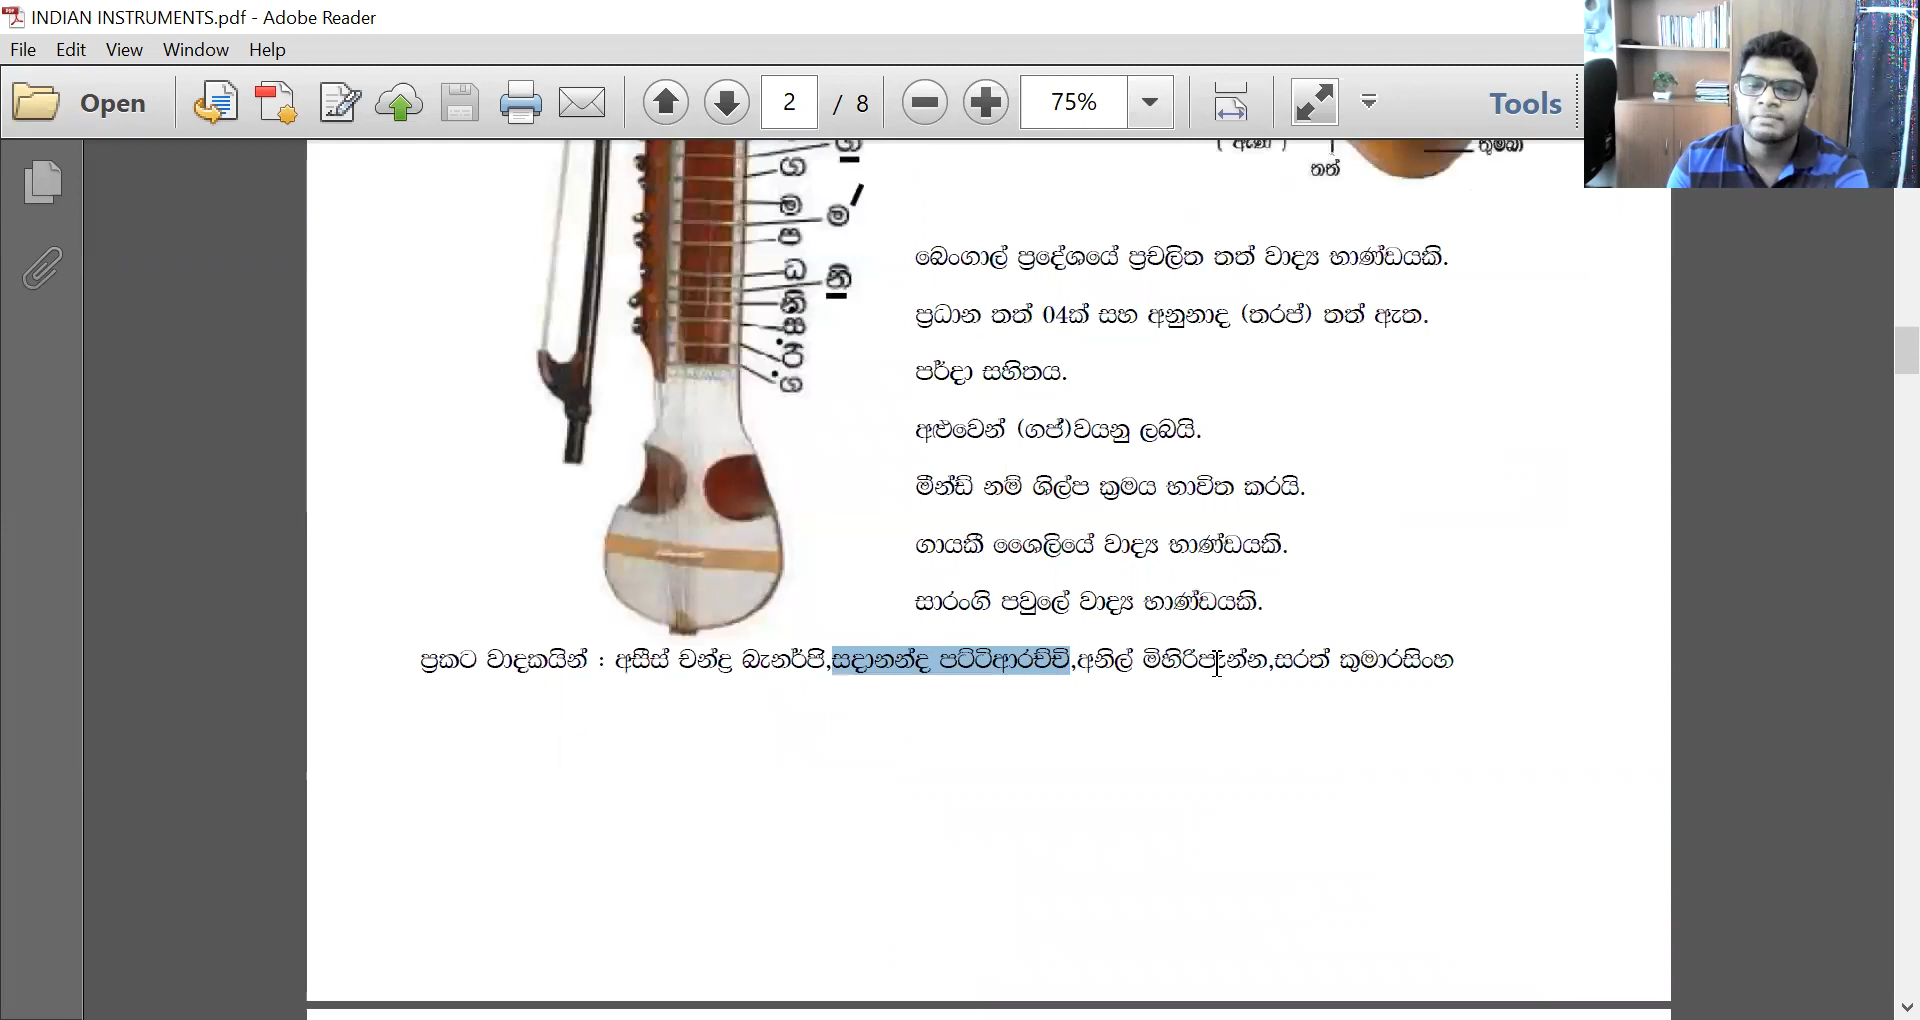 INDIAN INSTRUMENTS.pdf - Adobe Reader
File Edit View Window Help
Open 2 / 8 75% Tools
ග
ම
ම
ප
ධ
නි
නි
ස
රි
ග
තත්
බෙංගාල් ප්‍රදේශයේ ප්‍රචලිත තත් වාද්‍ය භාණ්ඩයකි.
ප්‍රධාන තත් 04ක් සහ අනුනාද (තරප්) තත් ඇත.
පර්දා සහිතය.
අළුවෙන් (ගජ්)වයනු ලබයි.
මීන්ඩ් නම් ශිල්ප ක්‍රමය භාවිත කරයි.
ගායකී ශෛලියේ වාද්‍ය භාණ්ඩයකි.
සාරංගි පවුලේ වාද්‍ය භාණ්ඩයකි.
ප්‍රකට වාදකයින් : අසීස් චන්ද්‍ර බැනර්ජි,සදානන්ද පට්ටිආරච්චි,අනිල් මිහිරිපැන්න,සරත් කුමාරසිංහ